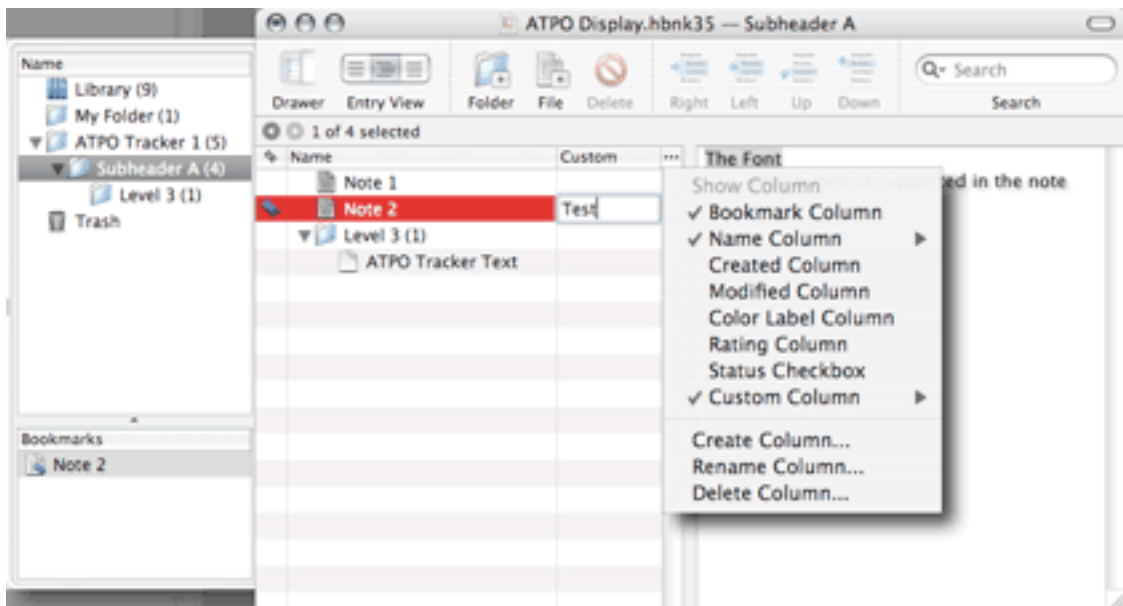 ATPO Display.hbnk35 — Subheader A
Drawer
Entry View
Folder
File
Delete
Right
Left
Up
Down
Search
Search
1 of 4 selected
Name
Library (9)
My Folder (1)
ATPO Tracker 1 (5)
Subheader A (4)
Level 3 (1)
Trash
Bookmarks
Note 2
Name
Custom
Note 1
Note 2
Test
Level 3 (1)
ATPO Tracker Text
The Font
in the note
Show Column
✓ Bookmark Column
✓ Name Column
Created Column
Modified Column
Color Label Column
Rating Column
Status Checkbox
✓ Custom Column
Create Column...
Rename Column...
Delete Column...